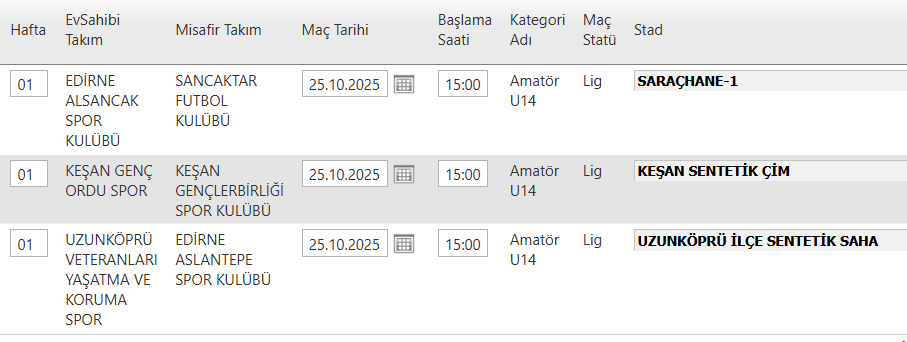 Hafta EvSahibi Takım Misafir Takım Maç Tarihi Başlama Saati Kategori Adı Maç Statü Stad
01 EDİRNE SANCAKTAR 25.10.2025 15:00 Amatör Lig SARAÇHANE-1
ALSANCAK FUTBOL U14
SPOR KULÜBÜ
KULÜBÜ
01 KEŞAN GENÇ KEŞAN 25.10.2025 15:00 Amatör Lig KEŞAN SENTETİK ÇİM
ORDU SPOR GENÇLERBİRLİĞİ U14
SPOR KULÜBÜ
01 UZUNKÖPRÜ EDİRNE 25.10.2025 15:00 Amatör Lig UZUNKÖPRÜ İLÇE SENTETİK SAHA
VETERANLARI ASLANTEPE U14
YAŞATMA VE SPOR KULÜBÜ
KORUMA
SPOR